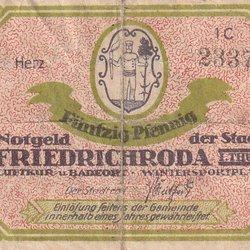 Herz
1C
2337
Fünfzig Pfennig
Notgeld der Stadt
FRIEDRICHRODA
LUFTKUR U. BADEORT - WINTERSPORTPL
Der Stadtrat
Einlösung seitens der Gemeinde
innerhalb eines Jahres gewährleistet.